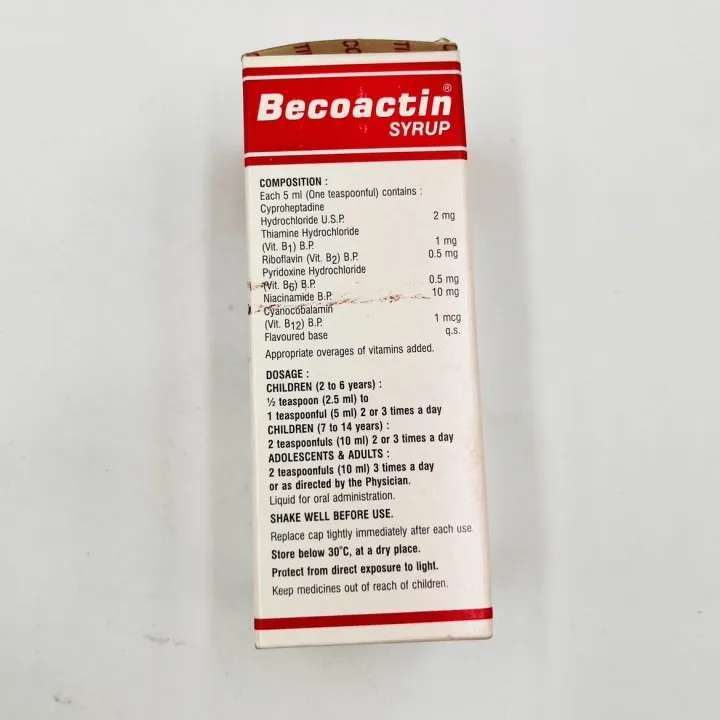 Becoactin®
SYRUP
COMPOSITION :
Each 5 ml (One teaspoonful) contains :
Cyproheptadine
Hydrochloride U.S.P. 2 mg
Thiamine Hydrochloride
(Vit. B1) B.P. 1 mg
Riboflavin (Vit. B2) B.P. 0.5 mg
Pyridoxine Hydrochloride
(Vit. B6) B.P. 0.5 mg
Niacinamide B.P. 10 mg
Cyanocobalamin
(Vit. B12) B.P. 1 mcg
Flavoured base q.s.
Appropriate overages of vitamins added.
DOSAGE :
CHILDREN (2 to 6 years) :
½ teaspoon (2.5 ml) to
1 teaspoonful (5 ml) 2 or 3 times a day
CHILDREN (7 to 14 years) :
2 teaspoonfuls (10 ml) 2 or 3 times a day
ADOLESCENTS & ADULTS :
2 teaspoonfuls (10 ml) 3 times a day
or as directed by the Physician.
Liquid for oral administration.
SHAKE WELL BEFORE USE.
Replace cap tightly immediately after each use.
Store below 30°C, at a dry place.
Protect from direct exposure to light.
Keep medicines out of reach of children.